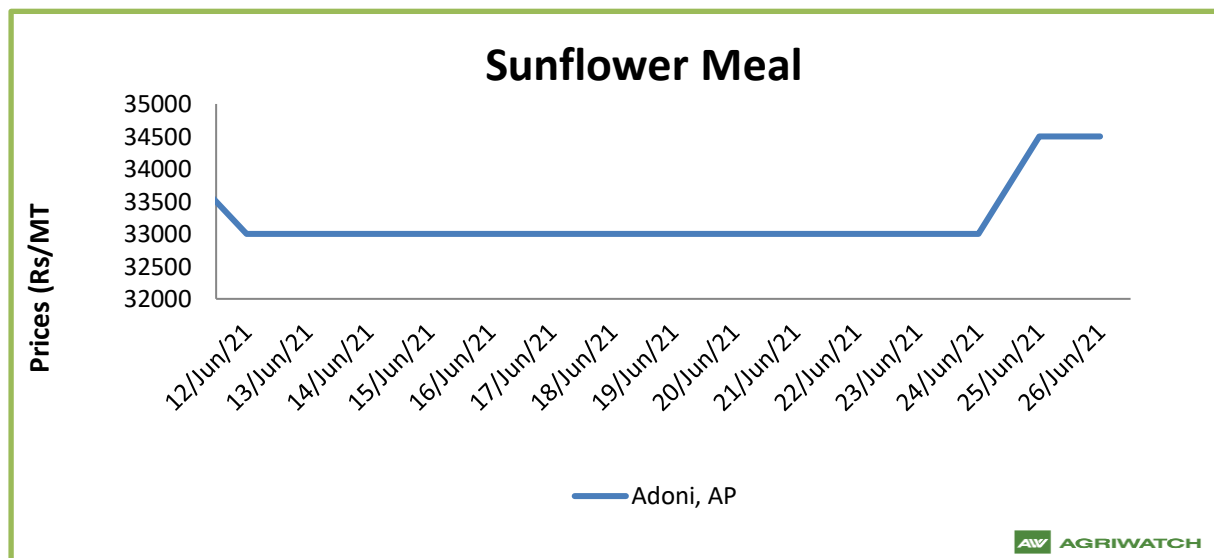 Sunflower Meal
Prices (Rs/MT
35000
34500
34000
33500
33000
32500
32000
12/Jun/21
13/Jun/21
14/Jun/21
15/Jun/21
16/Jun/21
17/Jun/21
18/Jun/21
19/Jun/21
20/Jun/21
21/Jun/21
22/Jun/21
23/Jun/21
24/Jun/21
25/Jun/21
26/Jun/21
Adoni, AP
AW AGRIWATCH